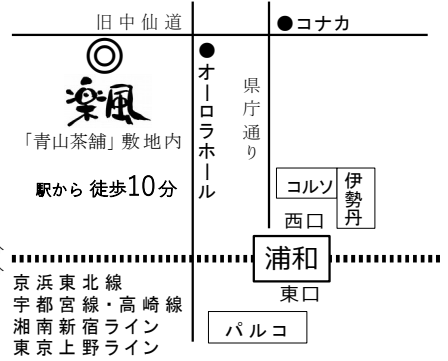 旧中仙道
●コナカ
◎
楽風
「青山茶舗」敷地内
駅から 徒歩10分
●オーロラホール
県庁通り
コルソ
伊勢丹
西口
浦和
東口
パルコ
京浜東北線
宇都宮線・高崎線
湘南新宿ライン
東京上野ライン